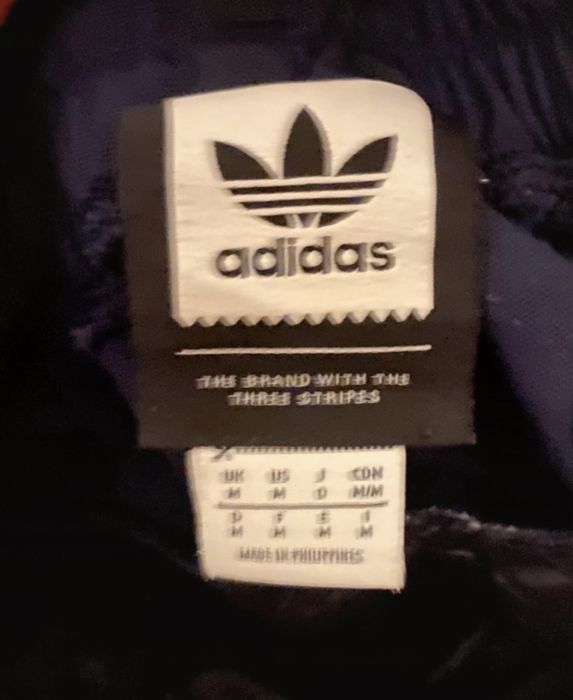 adidas
THE BRAND WITH THE
THREE STRIPES
UK US J CDN
M M O M/M
D F E I
M M M M
MADE IN PHILIPPINES